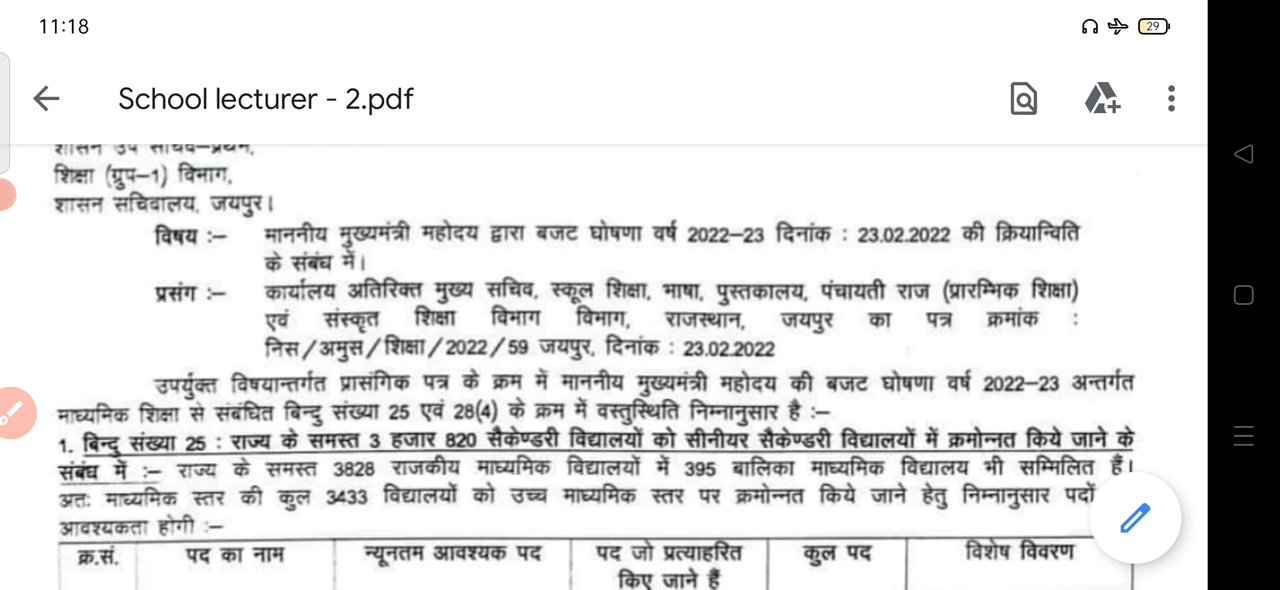 11:18
29
School lecturer - 2.pdf
शासन उप सचिव–प्रथम,
शिक्षा (ग्रुप–1) विभाग,
शासन सचिवालय, जयपुर।
विषय :– माननीय मुख्यमंत्री महोदय द्वारा बजट घोषणा वर्ष 2022–23 दिनांक : 23.02.2022 की क्रियान्विति
के संबंध में।
प्रसंग :– कार्यालय अतिरिक्त मुख्य सचिव, स्कूल शिक्षा, भाषा, पुस्तकालय, पंचायती राज (प्रारम्भिक शिक्षा)
एवं संस्कृत शिक्षा विभाग विभाग, राजस्थान, जयपुर का पत्र क्रमांक :
निस/अमुस/शिक्षा/2022/59 जयपुर, दिनांक : 23.02.2022
उपर्युक्त विषयान्तर्गत प्रासंगिक पत्र के क्रम में माननीय मुख्यमंत्री महोदय की बजट घोषणा वर्ष 2022–23 अन्तर्गत
माध्यमिक शिक्षा से संबंधित बिन्दु संख्या 25 एवं 28(4) के क्रम में वस्तुस्थिति निम्नानुसार है :–
1. बिन्दु संख्या 25 : राज्य के समस्त 3 हजार 820 सैकेण्डरी विद्यालयों को सीनीयर सैकेण्डरी विद्यालयों में क्रमोन्नत किये जाने के
संबंध में :– राज्य के समस्त 3828 राजकीय माध्यमिक विद्यालयों में 395 बालिका माध्यमिक विद्यालय भी सम्मिलित हैं।
अतः माध्यमिक स्तर की कुल 3433 विद्यालयों को उच्च माध्यमिक स्तर पर क्रमोन्नत किये जाने हेतु निम्नानुसार पदों
आवश्यकता होगी :–
क्र.सं. पद का नाम न्यूनतम आवश्यक पद पद जो प्रत्याहरित कुल पद विशेष विवरण
किए जाने हैं